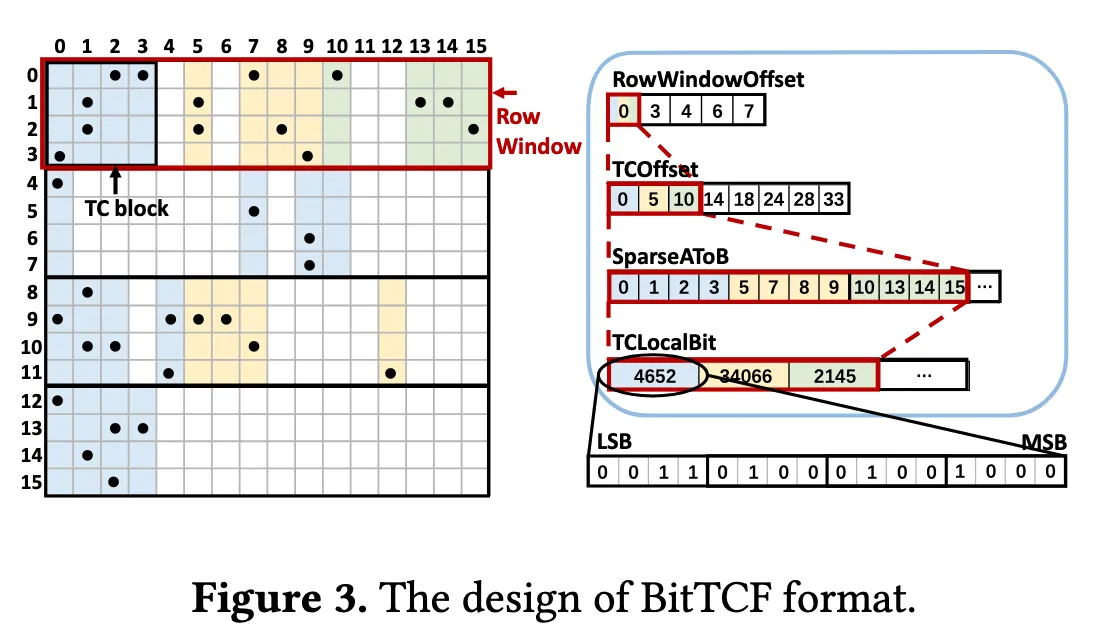 0 1 2 3 4 5 6 7 8 9 10 11 12 13 14 15
0
1
2
3
4
5
6
7
8
9
10
11
12
13
14
15
Row
Window
TC block
RowWindowOffset
0 3 4 6 7
TCOffset
0 5 10 14 18 24 28 33
SparseAToB
0 1 2 3 5 7 8 9 10 13 14 15 ...
TCLocalBit
4652 34066 2145 ...
LSB MSB
0 0 1 1 0 1 0 0 0 1 0 0 1 0 0 0
Figure 3. The design of BitTCF format.